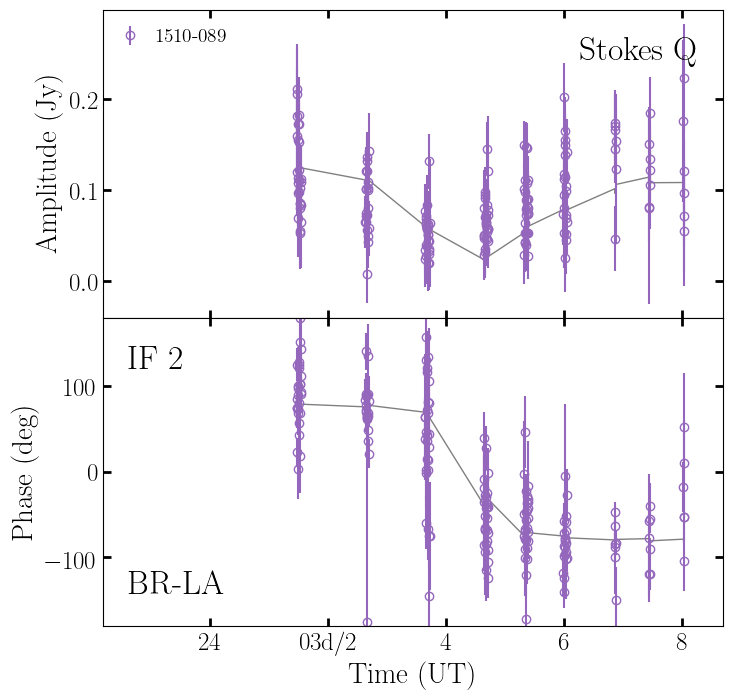 1510-089
Stokes Q
Amplitude (Jy)
0.2
0.1
0.0
IF 2
Phase (deg)
100
0
−100
BR-LA
24 03d/2 4 6 8
Time (UT)